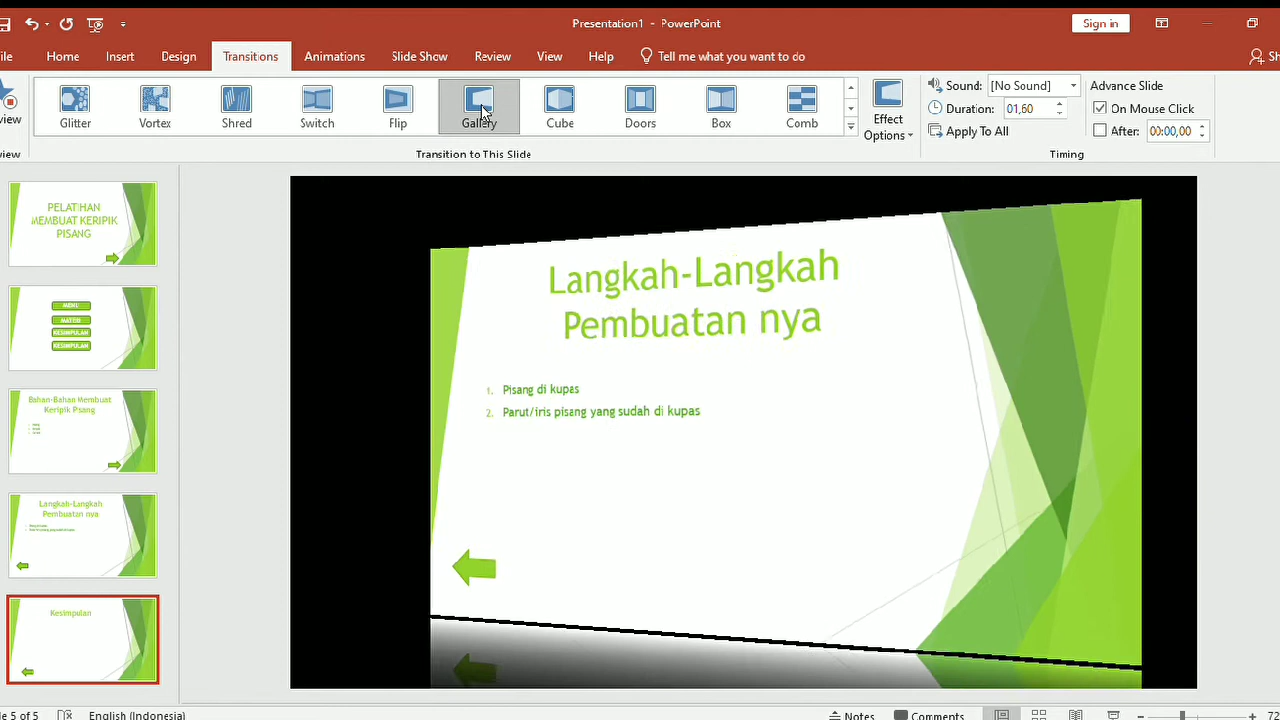 Presentation1 - PowerPoint
Sign in
Home Insert Design Transitions Animations Slide Show Review View Help Tell me what you want to do
Glitter Vortex Shred Switch Flip Gallery Cube Doors Box Comb
Effect
Options
Sound: [No Sound]
Duration: 01,60
Apply To All
Advance Slide
On Mouse Click
After: 00:00,00
Transition to This Slide
Timing
PELATIHAN
MEMBUAT KERIPIK
PISANG
MENU
MATERI
KESIMPULAN
KESIMPULAN
Bahan-Bahan Membuat
Keripik Pisang
Langkah-Langkah
Pembuatan nya
Kesimpulan
Langkah-Langkah
Pembuatan nya
1. Pisang di kupas
2. Parut/iris pisang yang sudah di kupas
5 of 5
English (Indonesia)
Notes
Comments